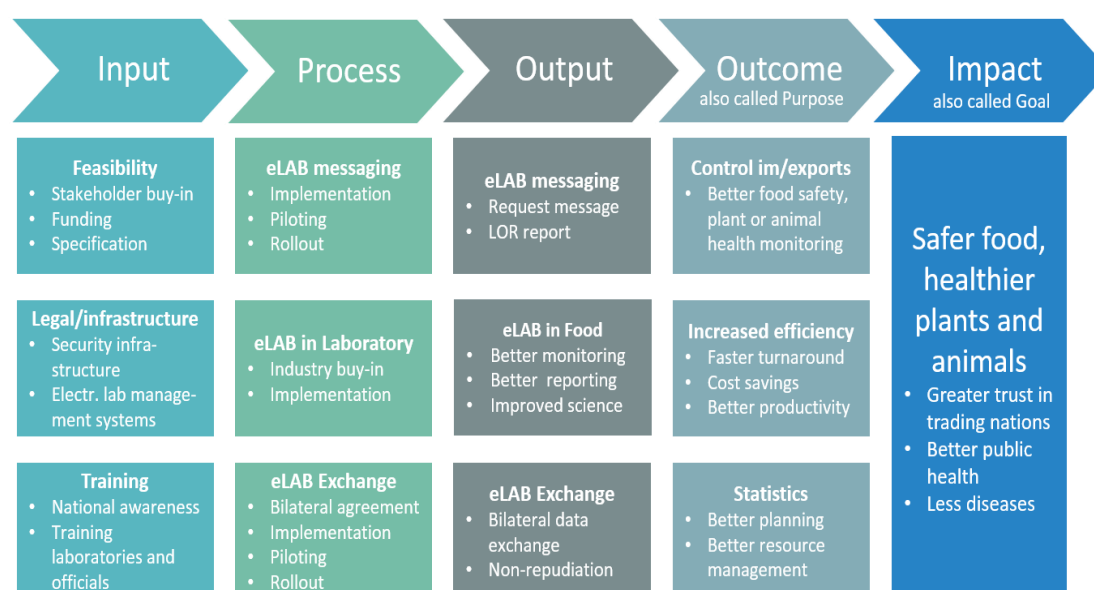 Input
Process
Output
Outcome
also called Purpose
Impact
also called Goal
Feasibility
• Stakeholder buy-in
• Funding
• Specification
eLAB messaging
• Implementation
• Piloting
• Rollout
eLAB messaging
• Request message
• LOR report
Control im/exports
• Better food safety,
plant or animal
health monitoring
Legal/infrastructure
• Security infra-
structure
• Electr. lab manage-
ment systems
eLAB in Laboratory
• Industry buy-in
• Implementation
eLAB in Food
• Better monitoring
• Better reporting
• Improved science
Increased efficiency
• Faster turnaround
• Cost savings
• Better productivity
Training
• National awareness
• Training
laboratories and
officials
eLAB Exchange
• Bilateral agreement
• Implementation
• Piloting
• Rollout
eLAB Exchange
• Bilateral data
exchange
• Non-repudiation
Statistics
• Better planning
• Better resource
management
Safer food,
healthier
plants and
animals
• Greater trust in
trading nations
• Better public
health
• Less diseases